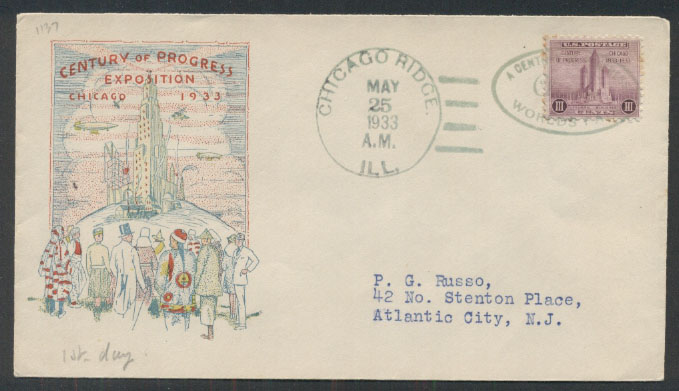 1137
CENTURY OF PROGRESS
EXPOSITION
CHICAGO 1933
CHICAGO RIDGE.
MAY
25
1933
A.M.
ILL.
U.S. POSTAGE
III III
CENTS
P. G. Russo,
42 No. Stenton Place,
Atlantic City, N.J.
1st day.